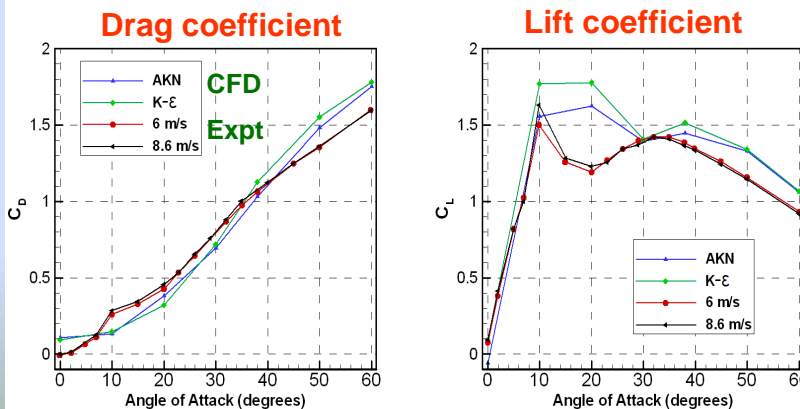 Drag coefficient
2
1.5
1
0.5
0
C_D
AKN
K-ε
6 m/s
8.6 m/s
CFD
Expt
0 10 20 30 40 50 60
Angle of Attack (degrees)
Lift coefficient
2
1.5
1
0.5
0
C_L
AKN
K-ε
6 m/s
8.6 m/s
0 10 20 30 40 50 60
Angle of Attack (degrees)